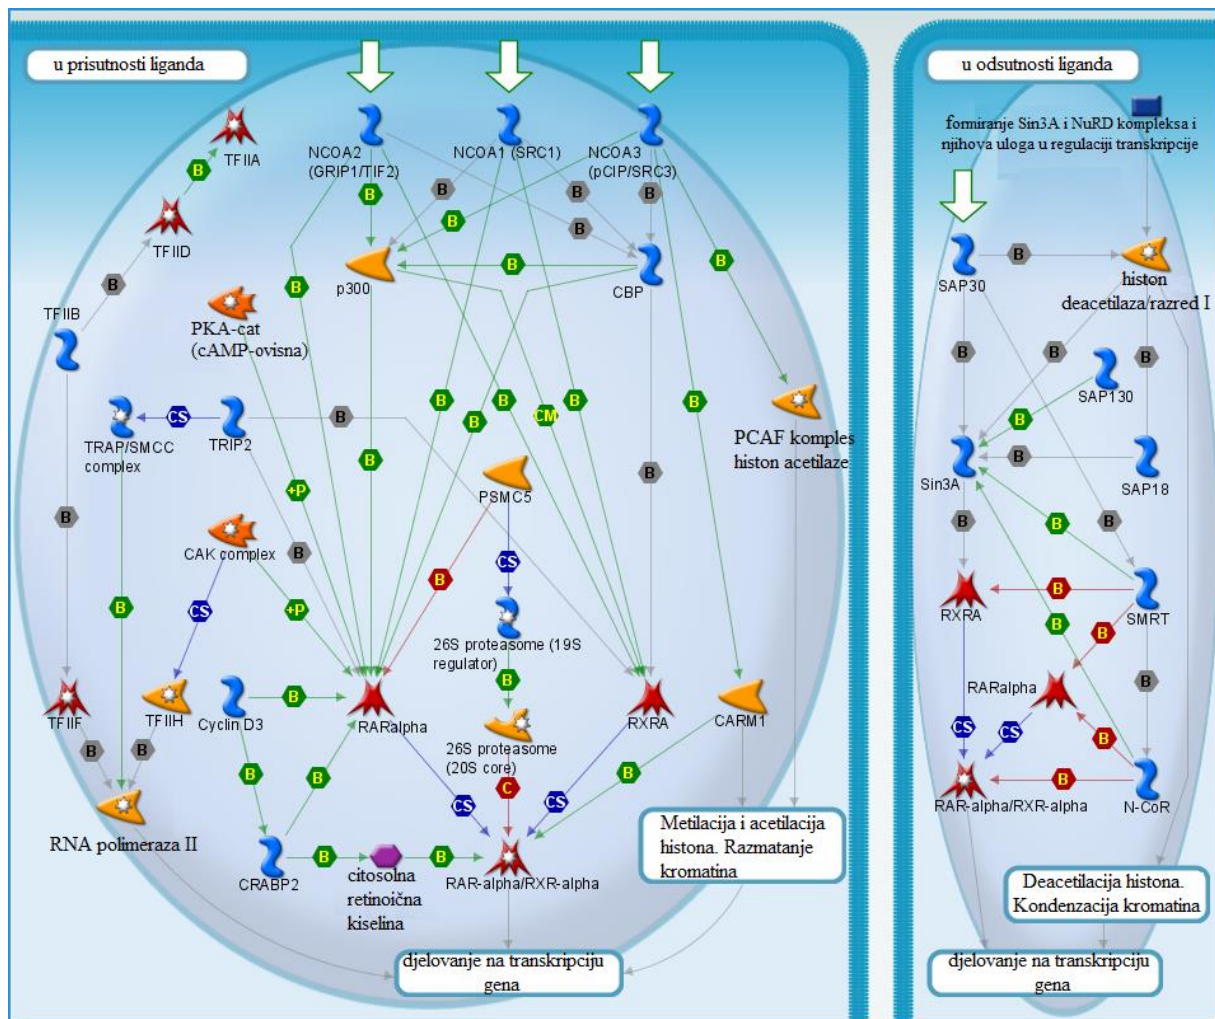 u prisutnosti liganda
TFIIA
B
NCOA2
(GRIP1/TIF2)
NCOA1 (SRC1)
NCOA3
(pCIP/SRC3)
B
B
B
B
B
B
TFIID
B
B
B
B
p300
CBP
B
TFIIB
PKA-cat
(cAMP-ovisna)
CS
B
B
B
B
CM
B
B
TRAP/SMCC
complex
TRIP2
PCAF komples
histon acetilaze
B
B
B
+P
PSMC5
B
CAK complex
B
CS
B
CS
B
+P
26S proteasome (19S
regulator)
B
B
TFIIF
TFIIH
Cyclin D3
RARalpha
RXRA
CARM1
B
B
26S proteasome
(20S core)
B
B
B
C
CS
CS
RNA polimeraza II
B
B
CRABP2
citosolna
retinoična
kiselina
RAR-alpha/RXR-alpha
Metilacija i acetilacija
histona. Razmatanje
kromatina
djelovanje na transkripciju
gena
u odsutnosti liganda
formiranje Sin3A i NuRD kompleksa i
njihova uloga u regulaciji transkripcije
B
SAP30
histon
deacetilaza/razred I
B
B
B
SAP130
B
B
Sin3A
SAP18
B
B
B
B
RXRA
SMRT
B
B
RARalpha
B
CS
CS
B
B
RAR-alpha/RXR-alpha
N-CoR
Deacetilacija histona.
Kondenzacija kromatina
djelovanje na transkripciju
gena